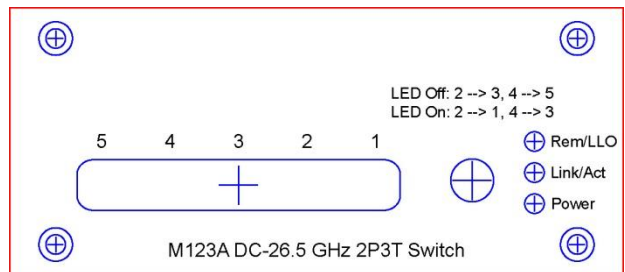 LED Off: 2 --> 3, 4 --> 5
LED On: 2 --> 1, 4 --> 3
5 4 3 2 1
Rem/LLO
Link/Act
Power
M123A DC-26.5 GHz 2P3T Switch